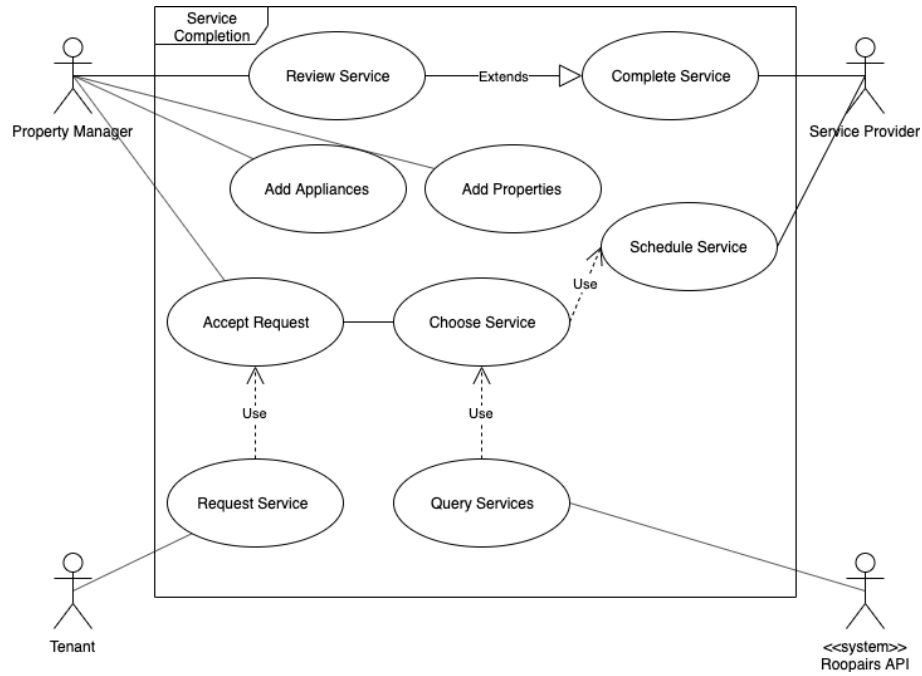 Service
Completion
Review Service
Extends
Complete Service
Property Manager
Service Provider
Add Appliances
Add Properties
Schedule Service
Use
Accept Request
Choose Service
Use
Use
Request Service
Query Services
Tenant
<<system>>
Roopairs API